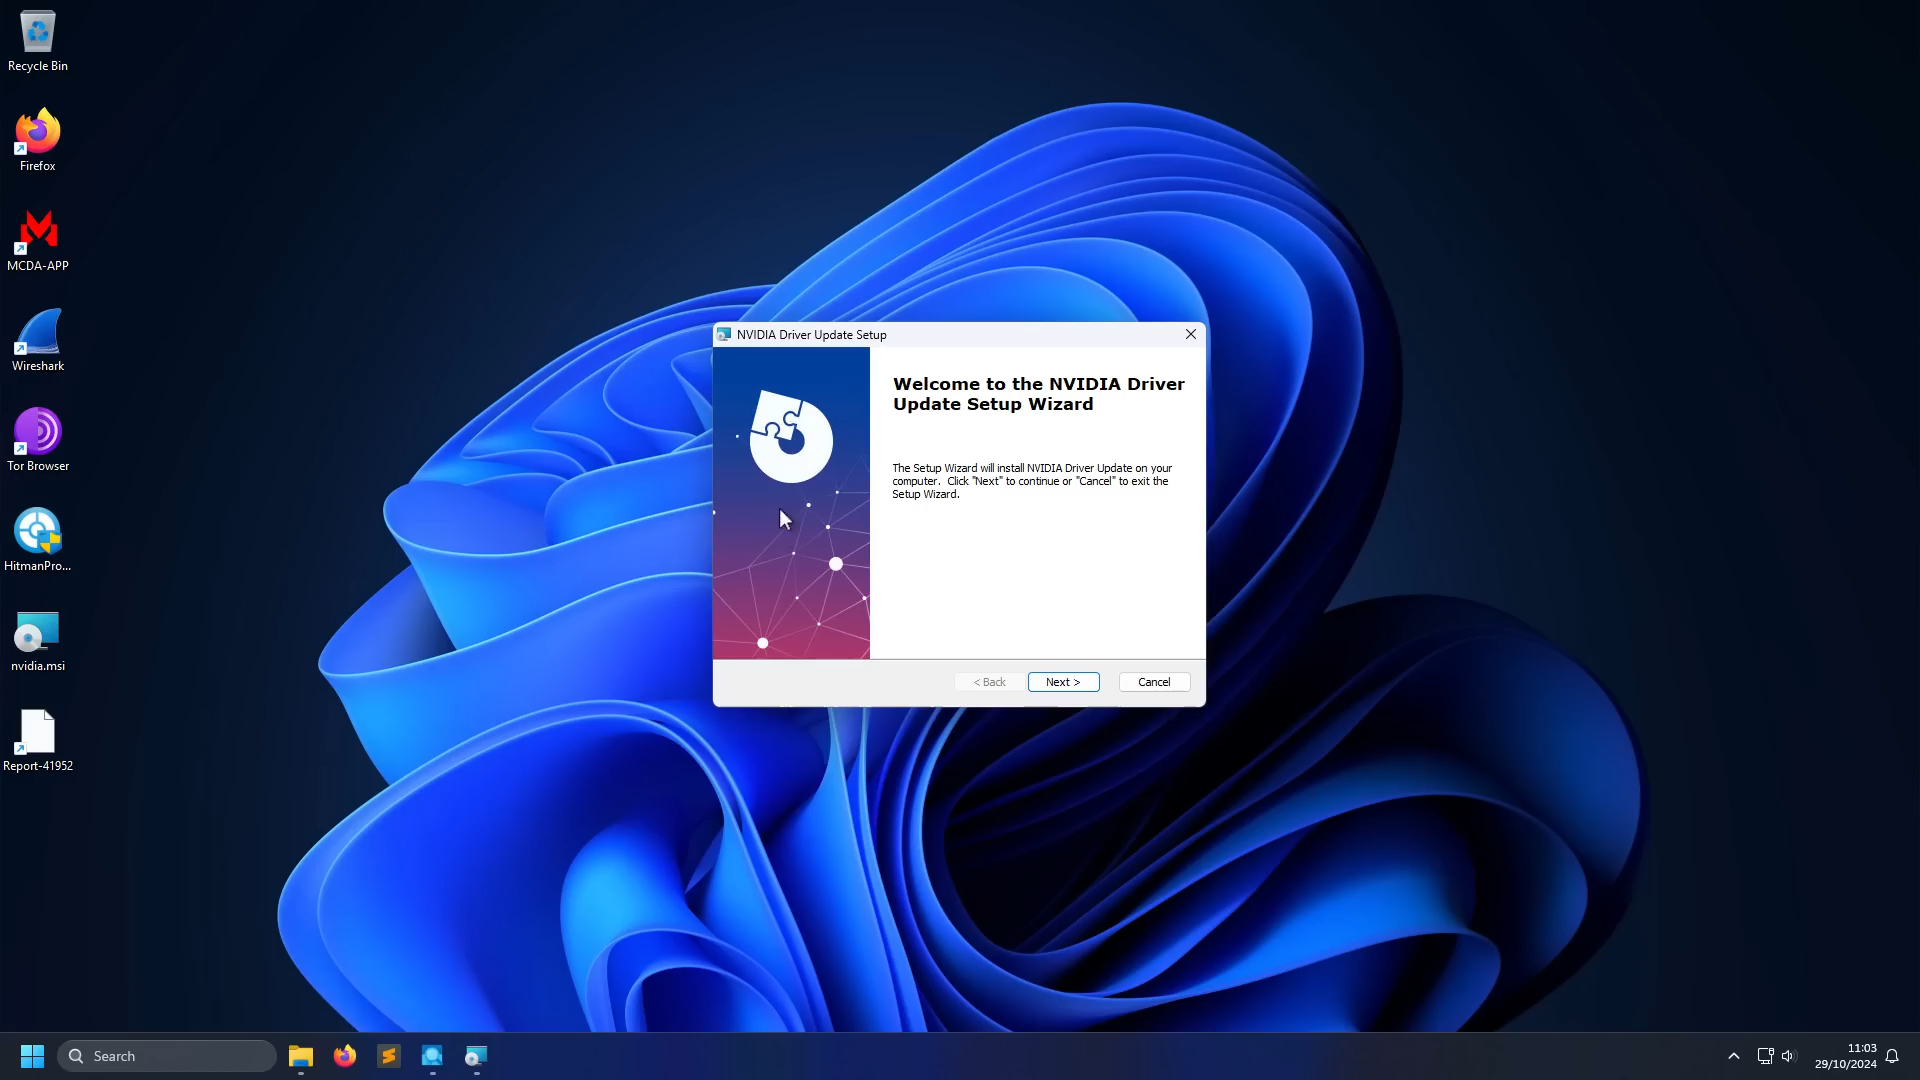 Recycle Bin
Firefox
MCDA-APP
Wireshark
Tor Browser
HitmanPro...
nvidia.msi
Report-41952
NVIDIA Driver Update Setup
Welcome to the NVIDIA Driver
Update Setup Wizard
The Setup Wizard will install NVIDIA Driver Update on your
computer. Click "Next" to continue or "Cancel" to exit the
Setup Wizard.
< Back
Next >
Cancel
Search
11:03
29/10/2024